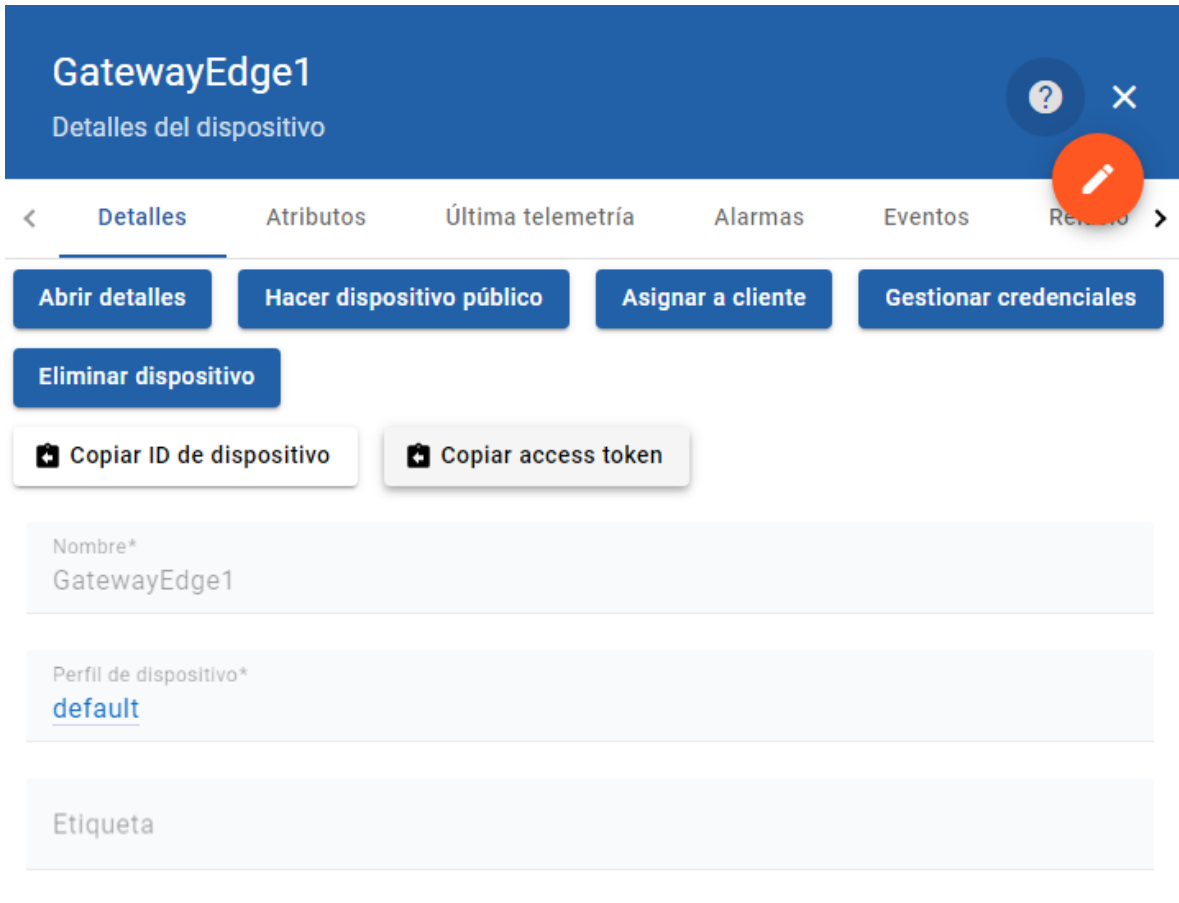 GatewayEdge1
Detalles del dispositivo
Detalles Atributos Última telemetría Alarmas Eventos
Abrir detalles Hacer dispositivo público Asignar a cliente Gestionar credenciales
Eliminar dispositivo
Copiar ID de dispositivo Copiar access token
Nombre*
GatewayEdge1
Perfil de dispositivo*
default
Etiqueta